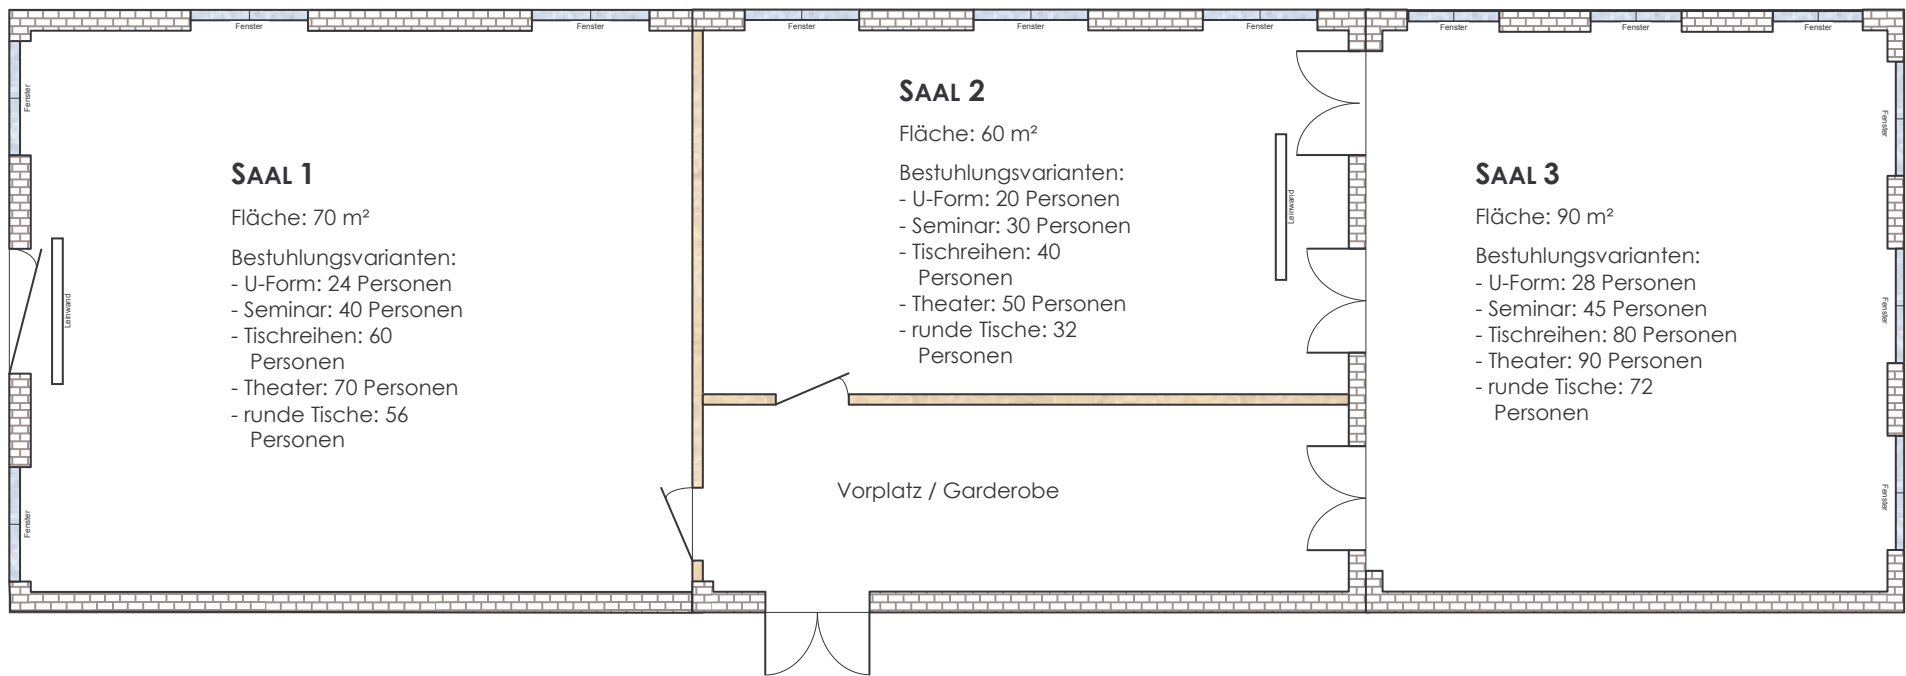 Fenster
Fenster
Fenster
Fenster
Fenster
Fenster
Fenster
Fenster
Fenster
Fenster
SAAL 1
Fläche: 70 m²
Bestuhlungsvarianten:
- U-Form: 24 Personen
- Seminar: 40 Personen
- Tischreihen: 60
Personen
- Theater: 70 Personen
- runde Tische: 56
Personen
Leinwand
Fenster
SAAL 2
Fläche: 60 m²
Bestuhlungsvarianten:
- U-Form: 20 Personen
- Seminar: 30 Personen
- Tischreihen: 40
Personen
- Theater: 50 Personen
- runde Tische: 32
Personen
Leinwand
Vorplatz / Garderobe
SAAL 3
Fläche: 90 m²
Bestuhlungsvarianten:
- U-Form: 28 Personen
- Seminar: 45 Personen
- Tischreihen: 80 Personen
- Theater: 90 Personen
- runde Tische: 72
Personen
Fenster
Fenster